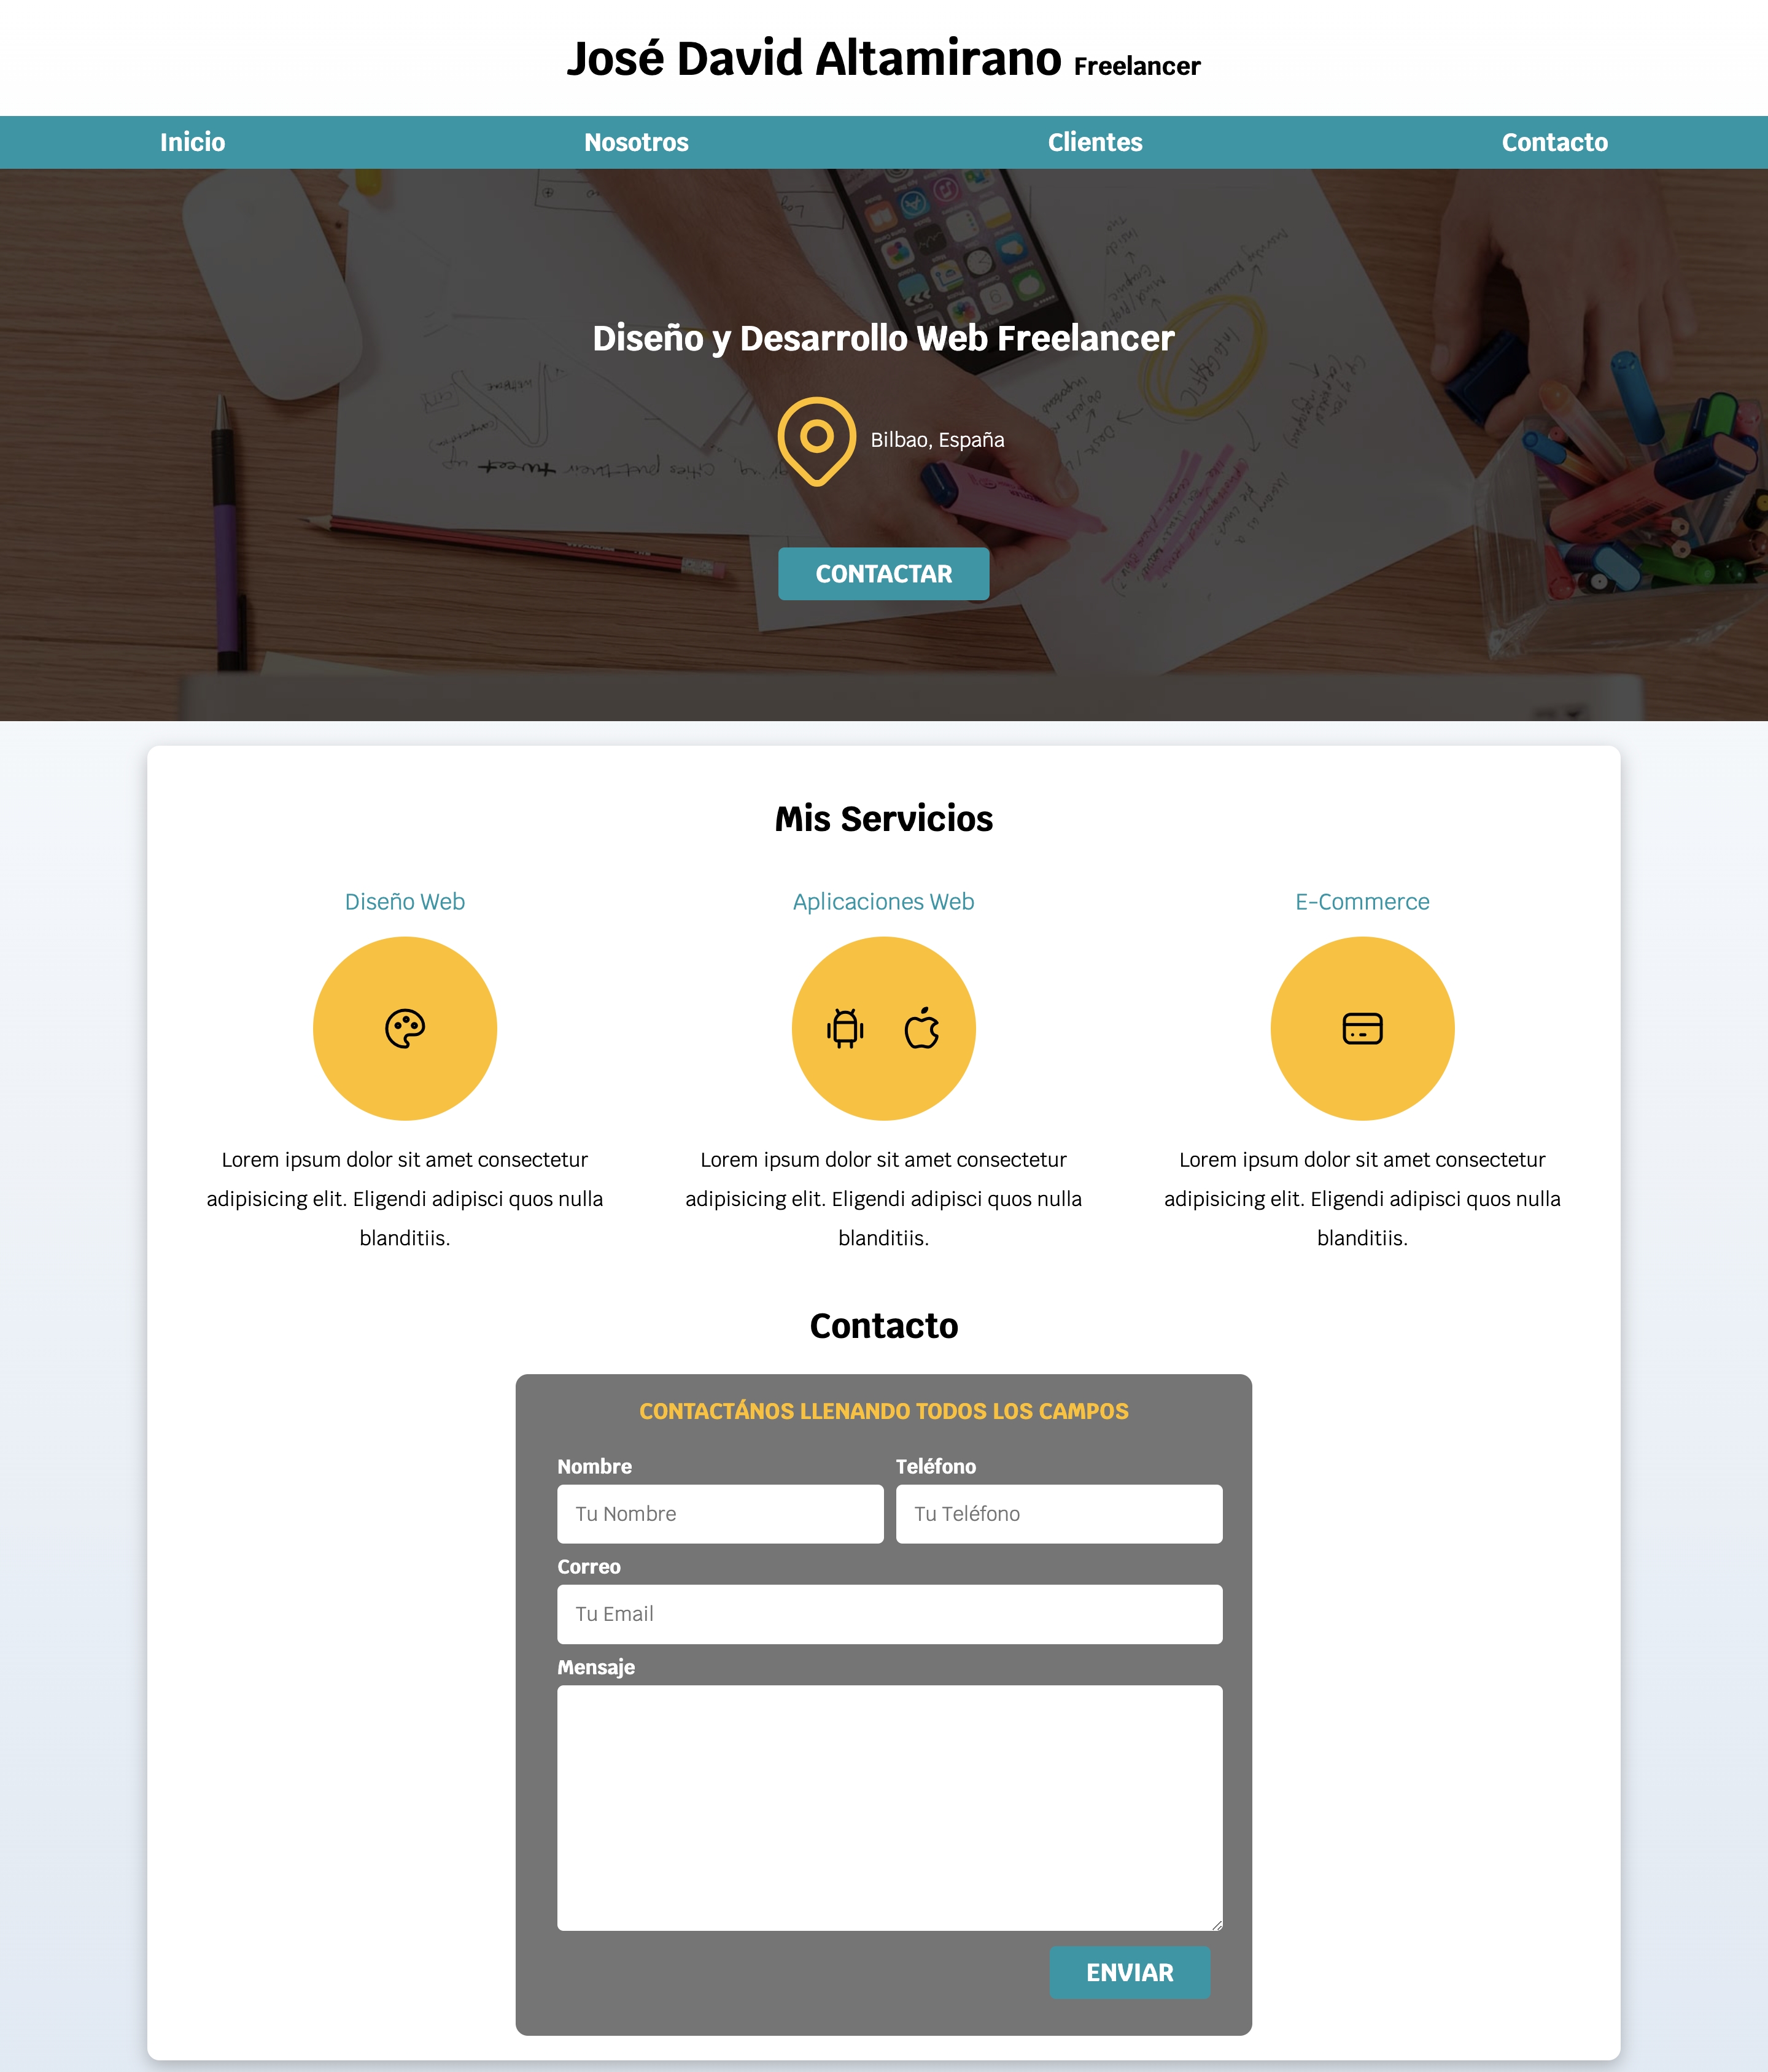 José David Altamirano Freelancer
Inicio Nosotros Clientes Contacto
Diseño y Desarrollo Web Freelancer
Bilbao, España
CONTACTAR
Mis Servicios
Diseño Web
Aplicaciones Web
E-Commerce
Lorem ipsum dolor sit amet consectetur
adipisicing elit. Eligendi adipisci quos nulla
blanditiis.
Lorem ipsum dolor sit amet consectetur
adipisicing elit. Eligendi adipisci quos nulla
blanditiis.
Lorem ipsum dolor sit amet consectetur
adipisicing elit. Eligendi adipisci quos nulla
blanditiis.
Contacto
CONTACTÁNOS LLENANDO TODOS LOS CAMPOS
Nombre
Tu Nombre
Teléfono
Tu Teléfono
Correo
Tu Email
Mensaje
ENVIAR